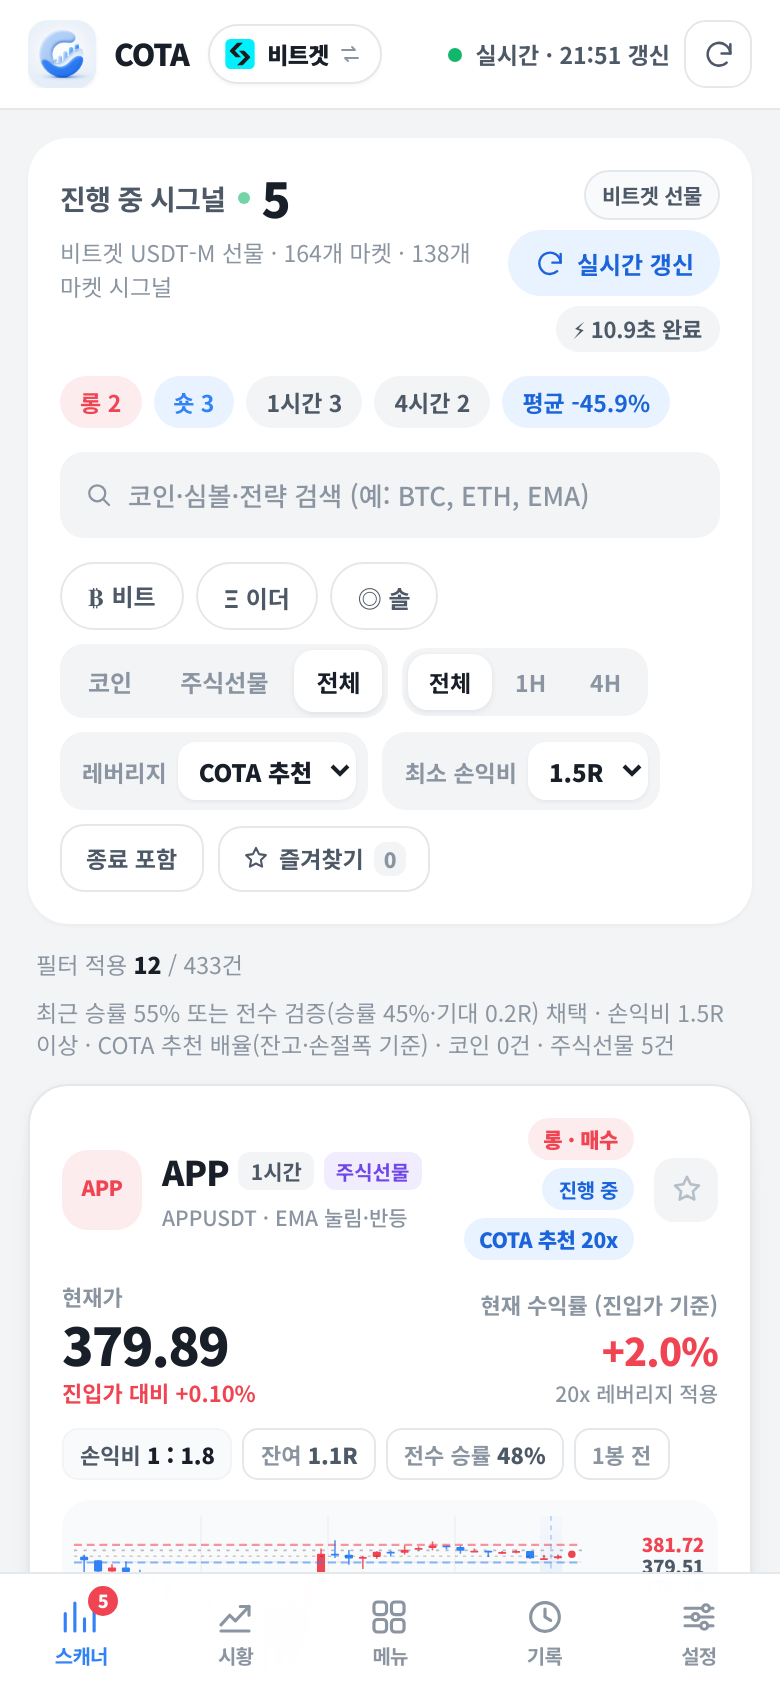 COTA 비트겟 실시간 · 21:51 갱신
진행 중 시그널 5
비트겟 선물
비트겟 USDT-M 선물 · 164개 마켓 · 138개
마켓 시그널
실시간 갱신
⚡ 10.9초 완료
롱 2 숏 3 1시간 3 4시간 2 평균 -45.9%
코인·심볼·전략 검색 (예: BTC, ETH, EMA)
₿ 비트 Ξ 이더 ◎ 솔
코인 주식선물 전체 전체 1H 4H
레버리지 COTA 추천 최소 손익비 1.5R
종료 포함 즐겨찾기 0
필터 적용 12 / 433건
최근 승률 55% 또는 전수 검증(승률 45%·기대 0.2R) 채택 · 손익비 1.5R
이상 · COTA 추천 배율(잔고·손절폭 기준) · 코인 0건 · 주식선물 5건
APP
APP 1시간 주식선물
APPUSDT · EMA 눌림·반등
롱 · 매수
진행 중
COTA 추천 20x
현재가
379.89
진입가 대비 +0.10%
현재 수익률 (진입가 기준)
+2.0%
20x 레버리지 적용
손익비 1 : 1.8 잔여 1.1R 전수 승률 48% 1봉 전
381.72
379.51
5
스캐너 시황 메뉴 기록 설정